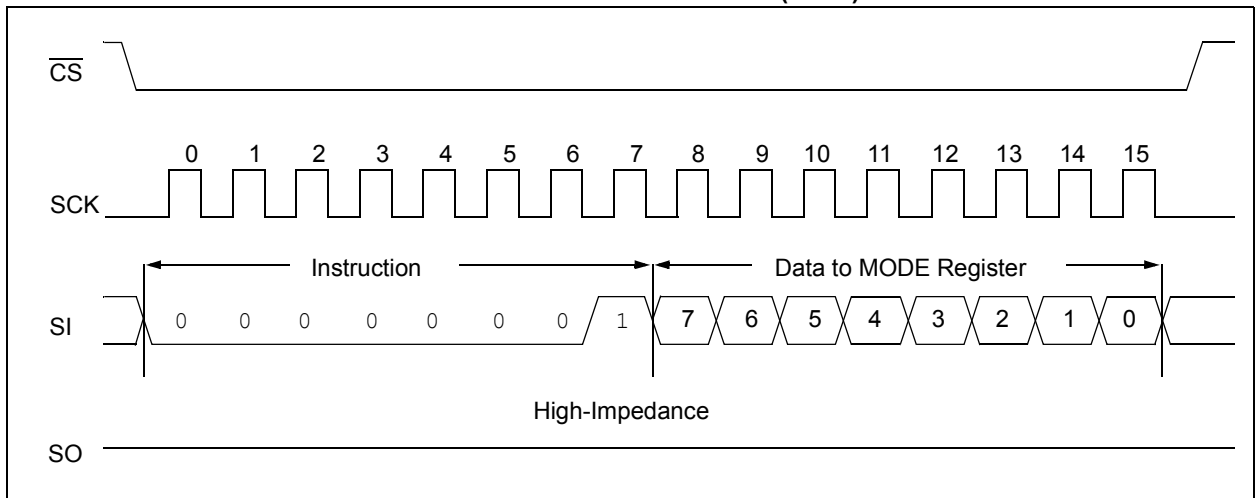 CS
0 1 2 3 4 5 6 7 8 9 10 11 12 13 14 15
SCK
Instruction Data to MODE Register
SI 0 0 0 0 0 0 0 1 7 6 5 4 3 2 1 0
High-Impedance
SO